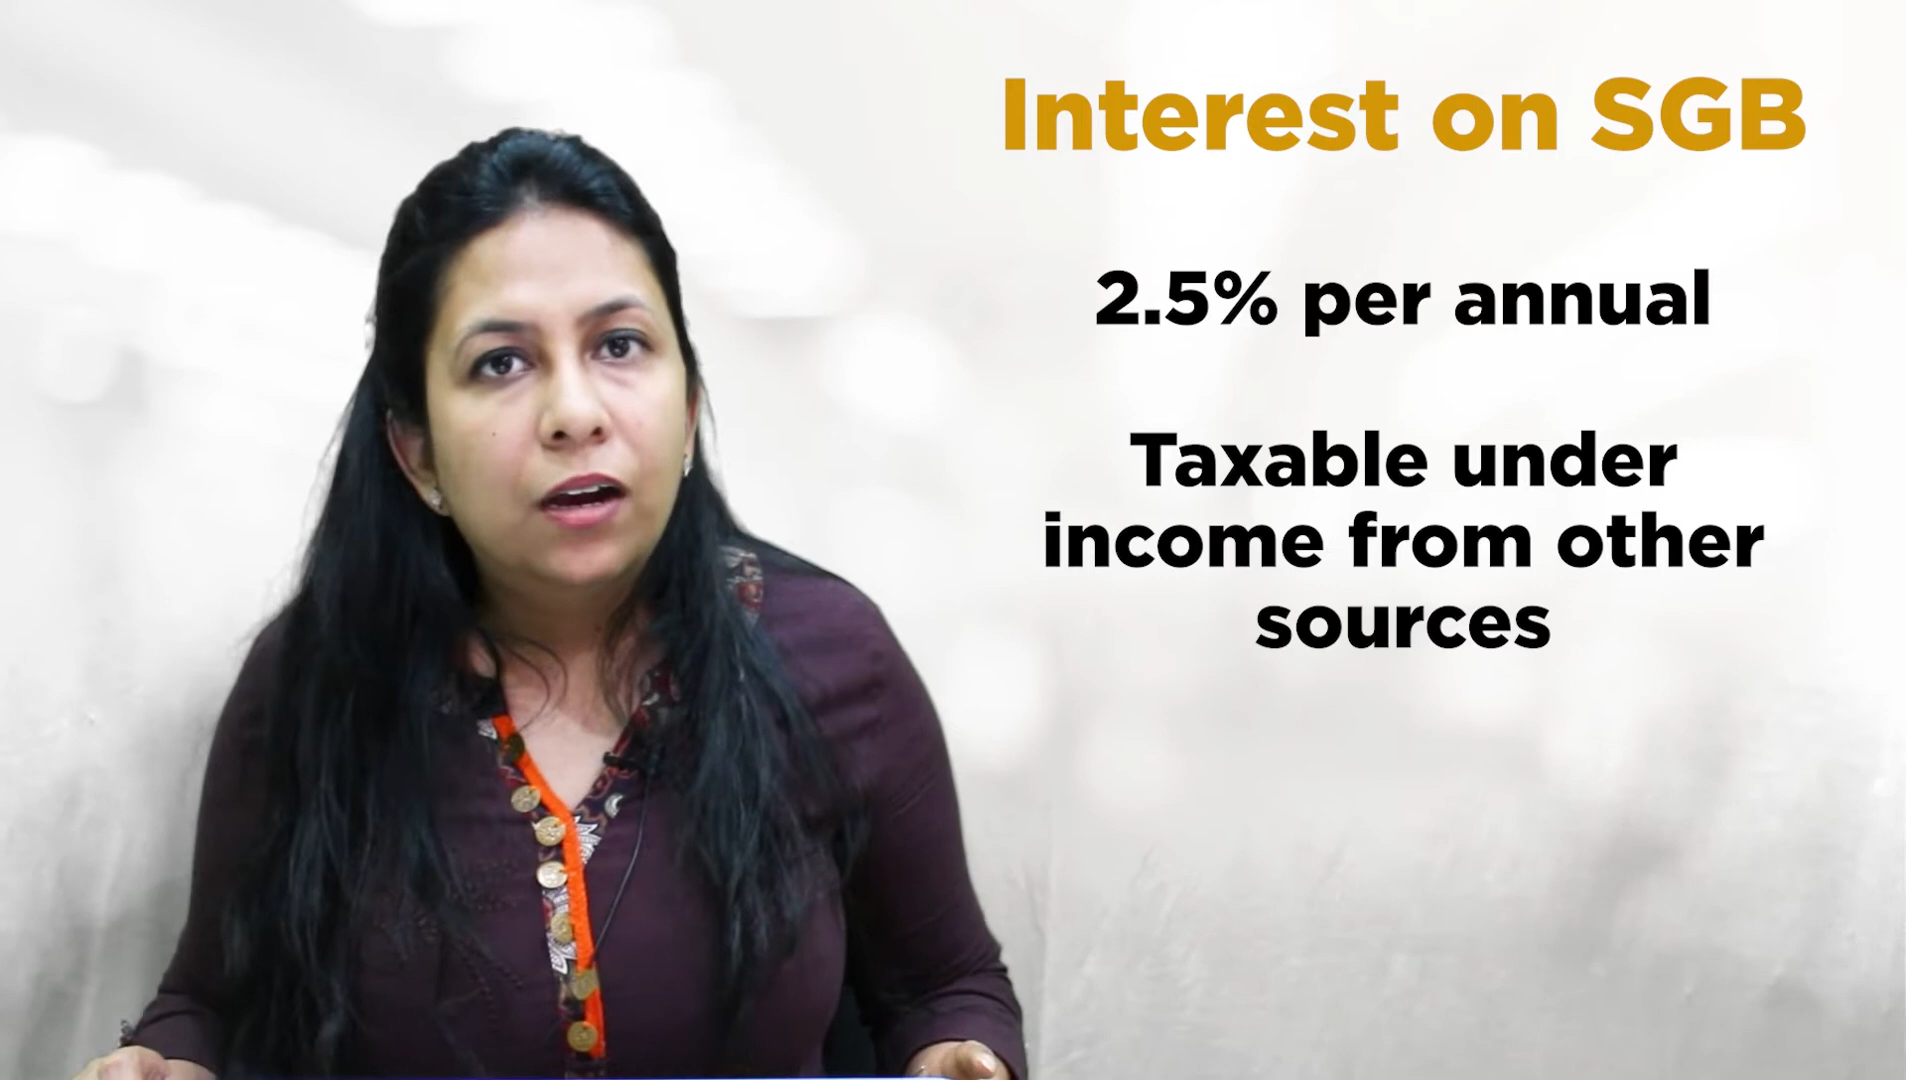 Interest on SGB
2.5% per annual
Taxable under
income from other
sources